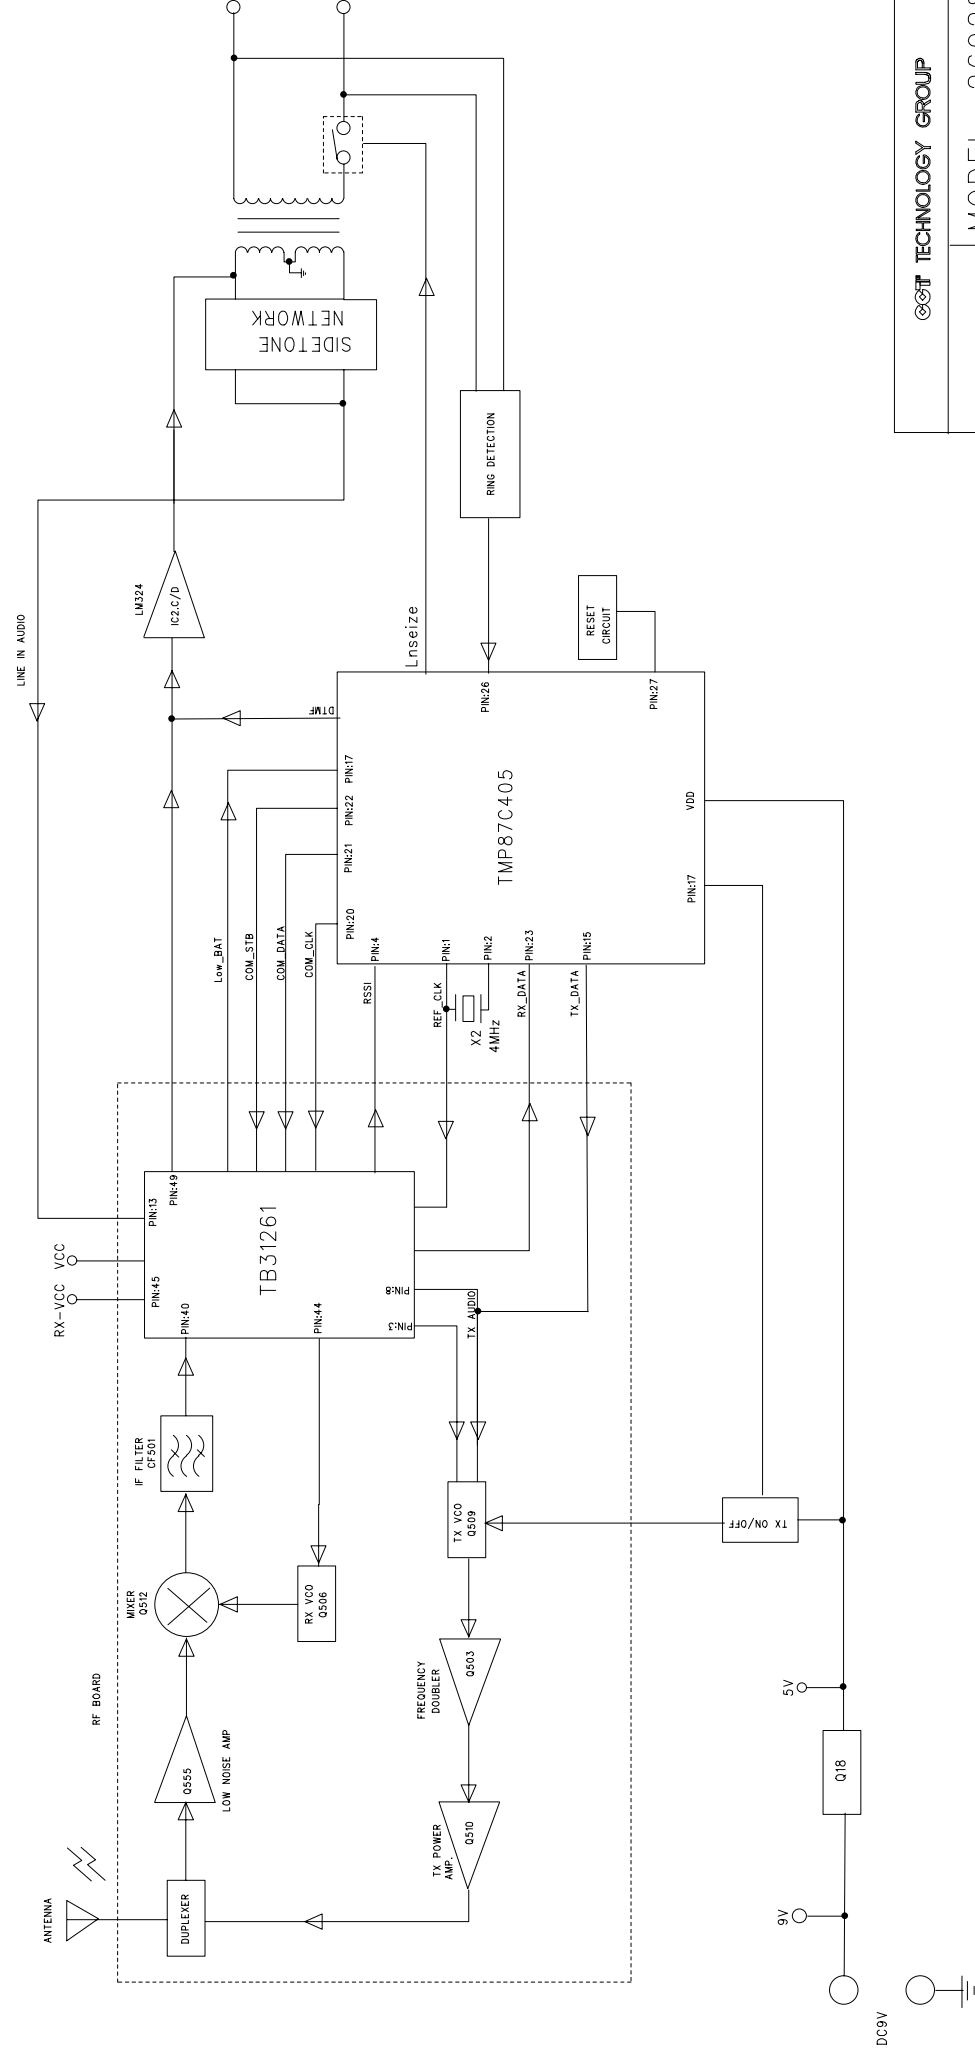 TECHNOLOGY GROUP
MODEL
SIDETONE
NETWORK
RING DETECTION
LM324
IC2.C/D
LINE IN AUDIO
Lnseize
RESET
CIRCUIT
PIN:26
PIN:27
DTMF
PIN:17
PIN:22
PIN:21
PIN:20
PIN:4
PIN:1
PIN:2
PIN:23
PIN:15
TMP87C405
VDD
PIN:17
Low_BAT
COM_STB
COM_DATA
COM_CLK
RSSI
REF_CLK
X2
4MHz
RX_DATA
TX_DATA
PIN:13
PIN:49
VCC
RX-VCC
PIN:45
PIN:40
TB31261
PIN:44
PIN:8
PIN:3
TX AUDIO
IF FILTER
CF501
MIXER
Q512
RX VCO
Q506
TX VCO
Q509
TX ON/OFF
RF BOARD
Q555
LOW NOISE AMP
FREQUENCY
DOUBLER
Q503
TX POWER
AMP.
Q510
5V
Q18
ANTENNA
DUPLEXER
9V
DC9V